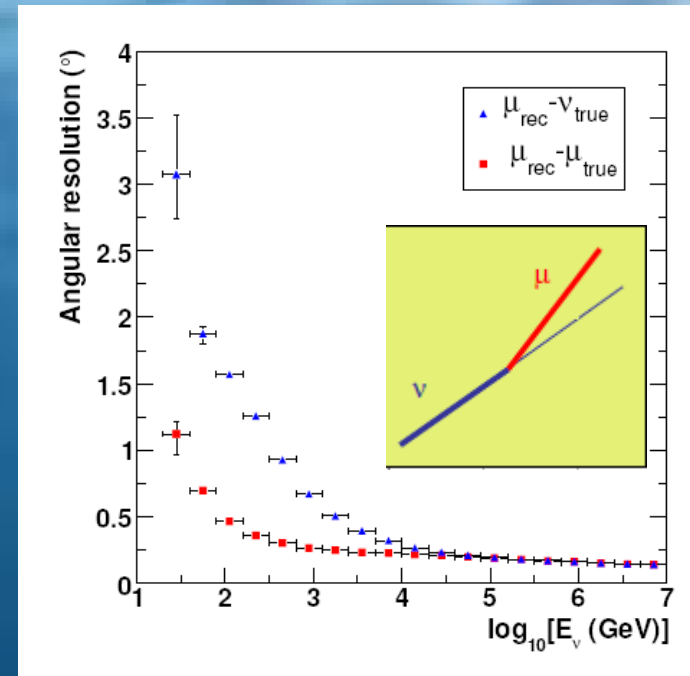 Angular resolution (°)
4
3.5
3
2.5
2
1.5
1
0.5
0
μrec-νtrue
μrec-μtrue
μ
ν
1 2 3 4 5 6 7
log10[Eν (GeV)]